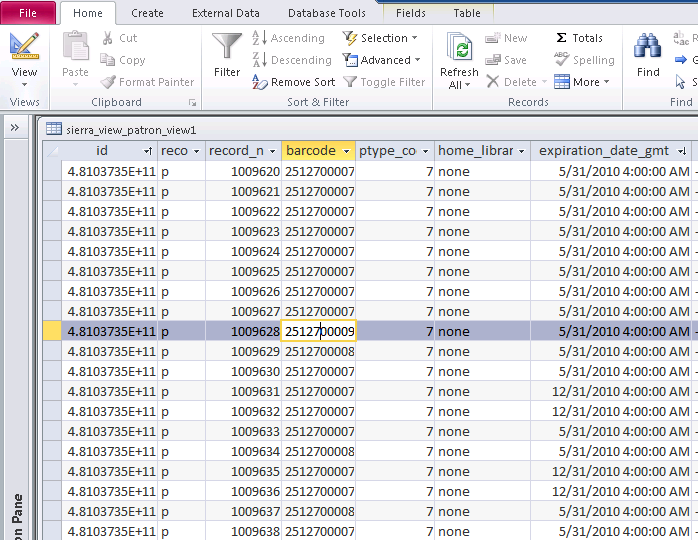 File Home Create External Data Database Tools Fields Table
View Paste Cut Copy Format Painter Filter Ascending Descending Remove Sort Selection Advanced Toggle Filter Refresh All New Save Delete Totals Spelling More Find
Views Clipboard Sort & Filter Records Find
» sierra_view_patron_view1
id reco record_n barcode ptype_co home_librar expiration_date_gmt
4.8103735E+11 p 1009620 2512700007 7 none 5/31/2010 4:00:00 AM
4.8103735E+11 p 1009621 2512700007 7 none 5/31/2010 4:00:00 AM
4.8103735E+11 p 1009622 2512700007 7 none 5/31/2010 4:00:00 AM
4.8103735E+11 p 1009623 2512700007 7 none 5/31/2010 4:00:00 AM
4.8103735E+11 p 1009624 2512700007 7 none 5/31/2010 4:00:00 AM
4.8103735E+11 p 1009625 2512700007 7 none 5/31/2010 4:00:00 AM
4.8103735E+11 p 1009626 2512700007 7 none 5/31/2010 4:00:00 AM
4.8103735E+11 p 1009627 2512700007 7 none 5/31/2010 4:00:00 AM
4.8103735E+11 p 1009628 2512700009 7 none 5/31/2010 4:00:00 AM
4.8103735E+11 p 1009629 2512700008 7 none 5/31/2010 4:00:00 AM
4.8103735E+11 p 1009630 2512700007 7 none 5/31/2010 4:00:00 AM
4.8103735E+11 p 1009631 2512700007 7 none 12/31/2010 4:00:00 AM
4.8103735E+11 p 1009632 2512700007 7 none 12/31/2010 4:00:00 AM
4.8103735E+11 p 1009633 2512700007 7 none 5/31/2010 4:00:00 AM
4.8103735E+11 p 1009634 2512700008 7 none 5/31/2010 4:00:00 AM
4.8103735E+11 p 1009635 2512700007 7 none 12/31/2010 4:00:00 AM
4.8103735E+11 p 1009636 2512700007 7 none 12/31/2010 4:00:00 AM
4.8103735E+11 p 1009637 2512700008 7 none 5/31/2010 4:00:00 AM
4.8103735E+11 p 1009638 2512700007 7 none 5/31/2010 4:00:00 AM
on Pane